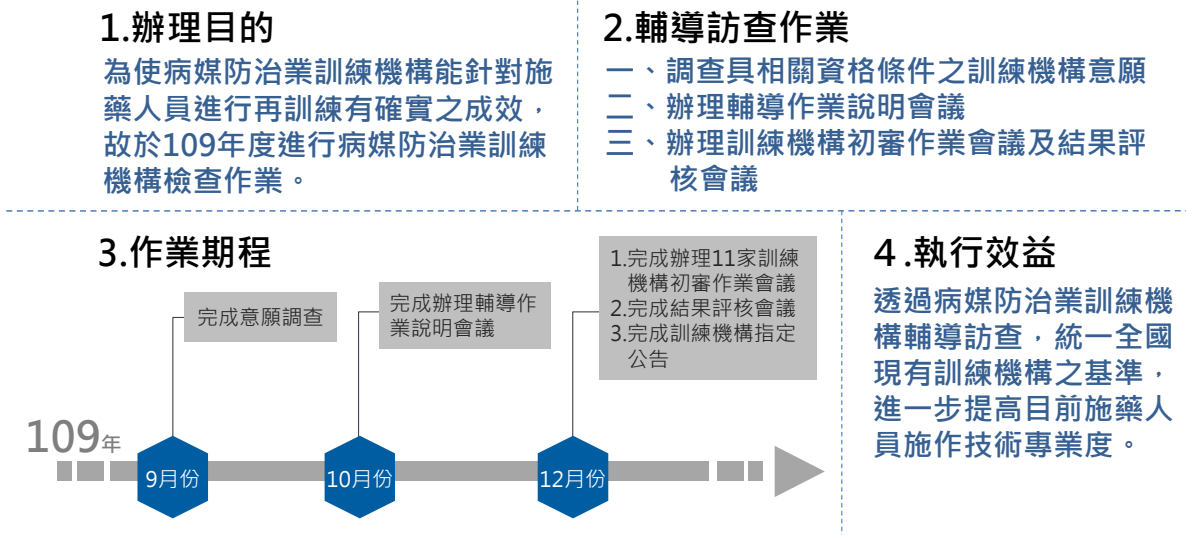 1.辦理目的
為使病媒防治業訓練機構能針對施
藥人員進行再訓練有確實之成效，
故於109年度進行病媒防治業訓練
機構檢查作業。
2.輔導訪查作業
一、調查具相關資格條件之訓練機構意願
二、辦理輔導作業說明會議
三、辦理訓練機構初審作業會議及結果評
核會議
3.作業期程
完成意願調查
完成辦理輔導作
業說明會議
1.完成辦理11家訓練
機構初審作業會議
2.完成結果評核會議
3.完成訓練機構指定
公告
109年
9月份
10月份
12月份
４.執行效益
透過病媒防治業訓練機
構輔導訪查，統一全國
現有訓練機構之基準，
進一步提高目前施藥人
員施作技術專業度。